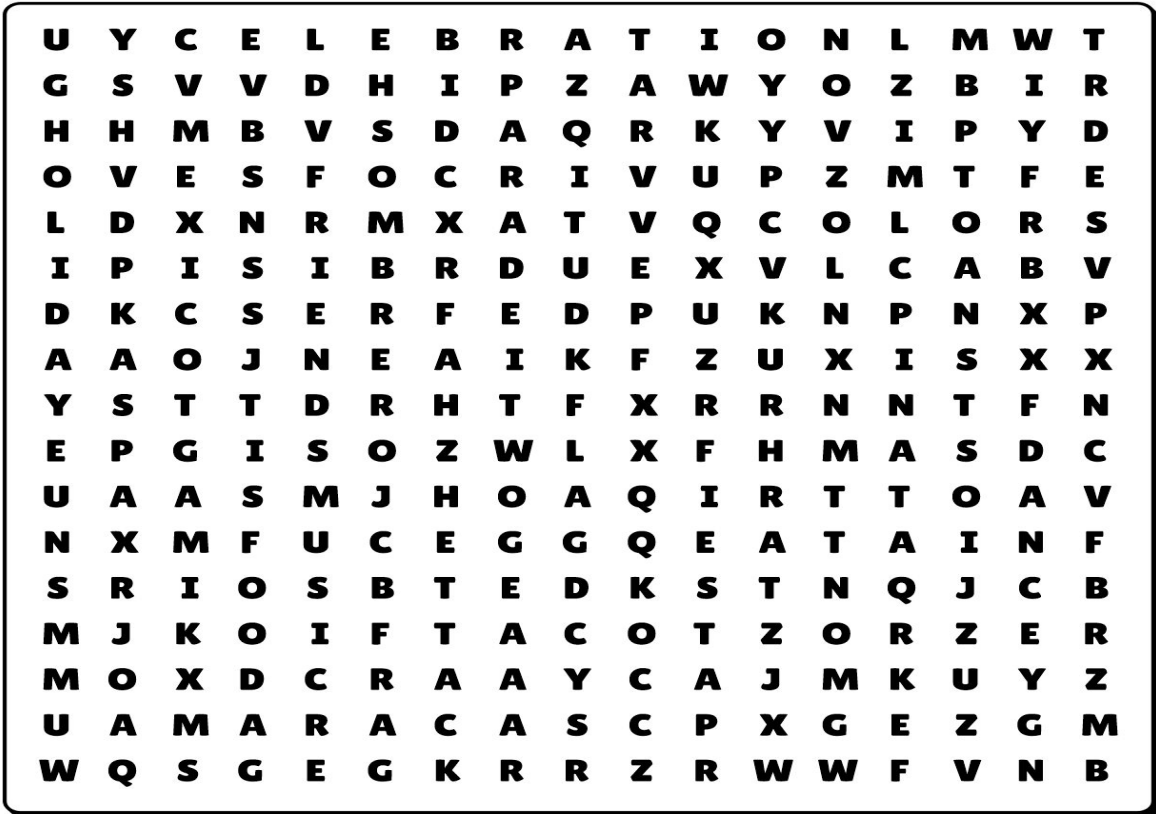 U Y C E L E B R A T I O N L M W T
G S V V D H I P Z A W Y O Z B I R
H H M B V S D A Q R K Y V I P Y D
O V E S F O C R I V U P Z M T F E
L D X N R M X A T V Q C O L O R S
I P I S I B R D U E X V L C A B V
D K C S E R F E D P U K N P N X P
A A O J N E A I K F Z U X I S X X
Y S T T D R H T F X R R N N T F N
E P G I S O Z W L X F H M A S D C
U A A S M J H O A Q I R T T O A V
N X M F U C E G G Q E A T A I N F
S R I O S B T E D K S T N Q J C B
M J K O I F T A C O T Z O R Z E R
M O X D C R A A Y C A J M K U Y Z
U A M A R A C A S C P X G E Z G M
W Q S G E G K R R Z R W W F V N B